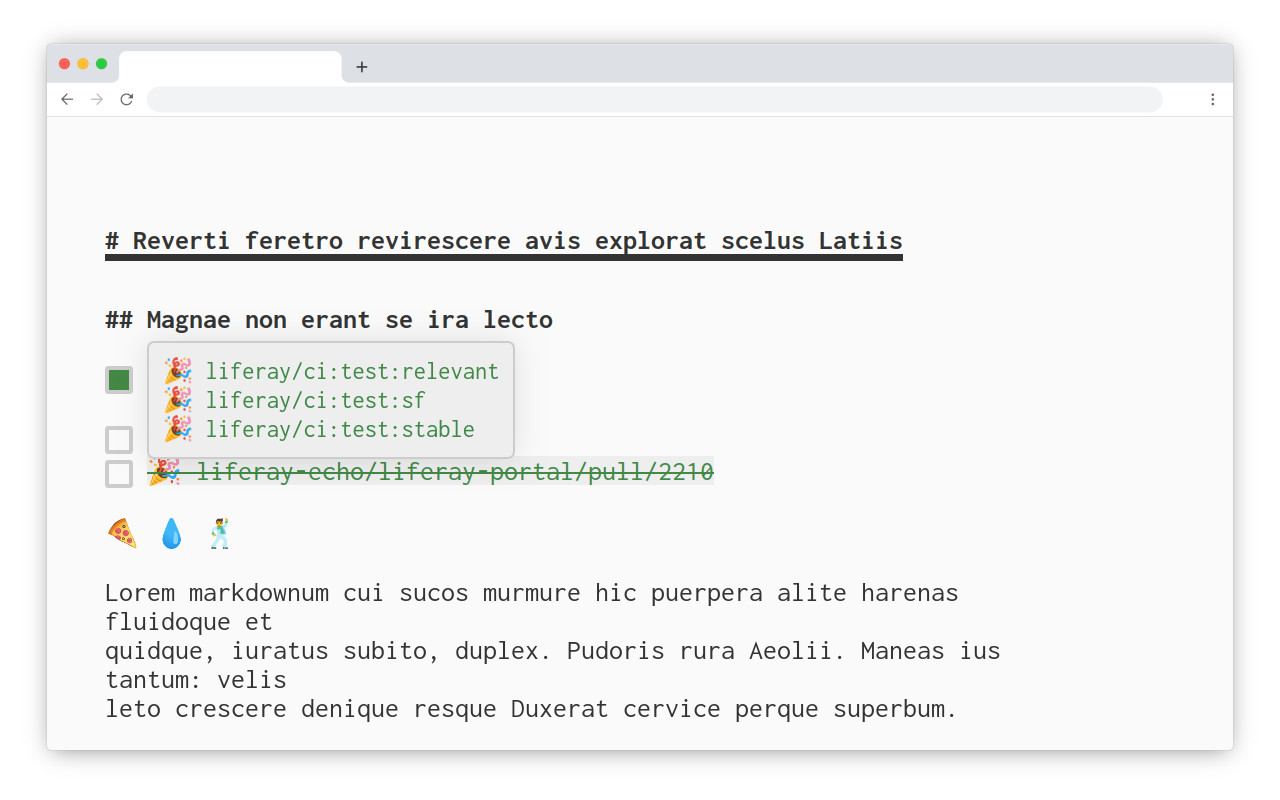 # Reverti feretro revirescere avis explorat scelus Latiis
## Magnae non erant se ira lecto
🎉 liferay/ci:test:relevant
🎉 liferay/ci:test:sf
🎉 liferay/ci:test:stable
🎉 liferay-echo/liferay-portal/pull/2210
🍕 💧 🕺
Lorem markdownum cui sucos murmure hic puerpera alite harenas
fluidoque et
quidque, iuratus subito, duplex. Pudoris rura Aeolii. Maneas ius
tantum: velis
leto crescere denique resque Duxerat cervice perque superbum.